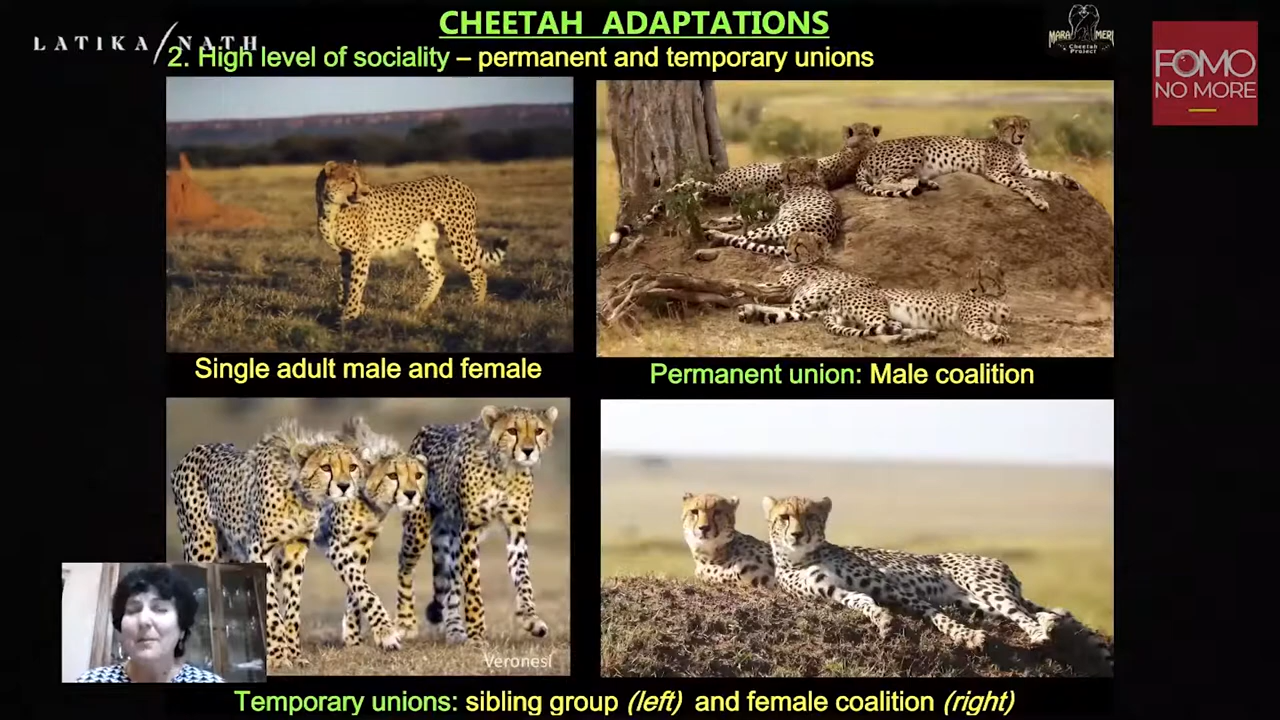 CHEETAH ADAPTATIONS
LATIKA/NATH
2. High level of sociality – permanent and temporary unions
MARA MERU
Cheetah
Project
FOMO
NO MORE
Single adult male and female
Permanent union: Male coalition
Veronesi
Temporary unions: sibling group (left) and female coalition (right)